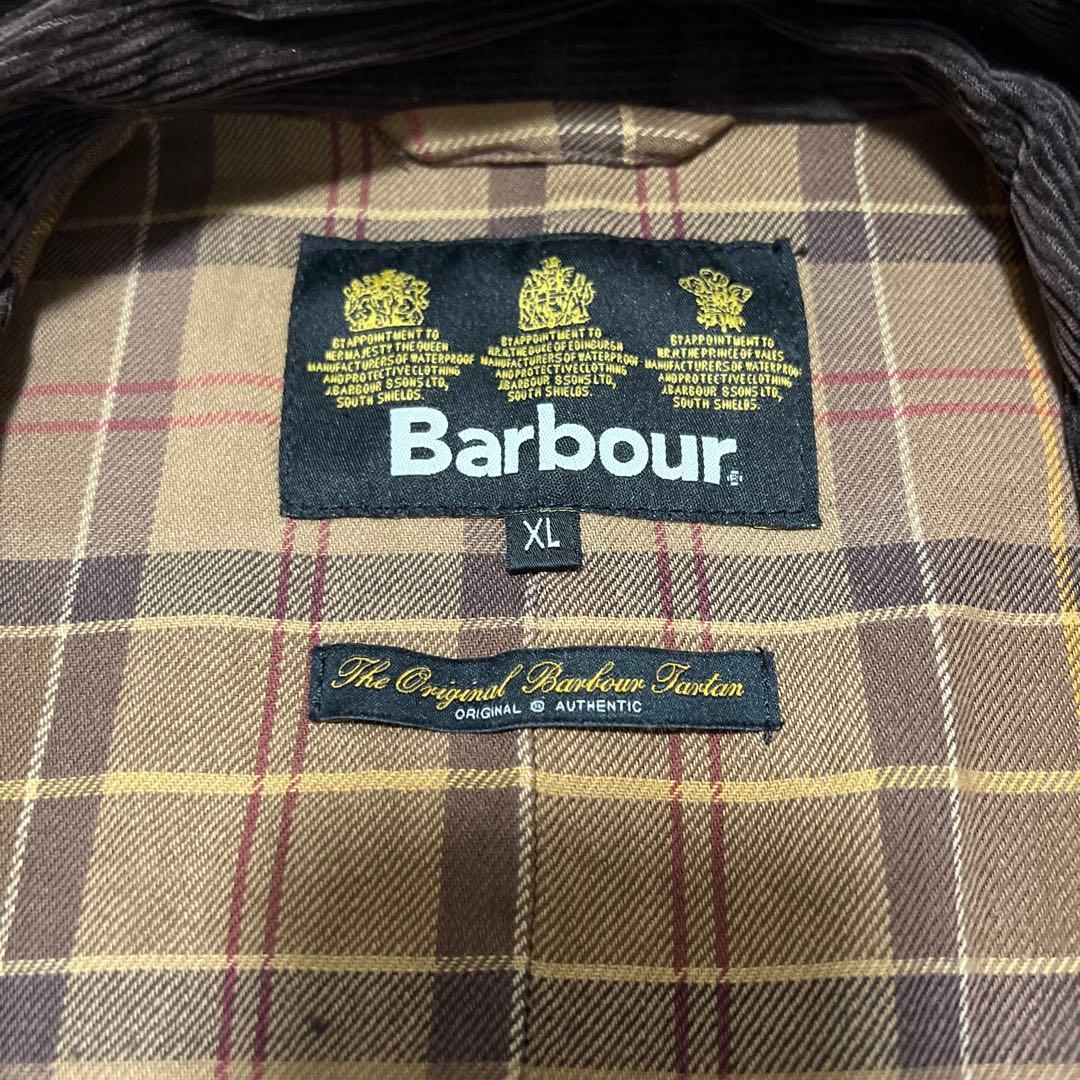 BY APPOINTMENT TO
HER MAJESTY THE QUEEN
MANUFACTURERS OF WATERPROOF
AND PROTECTIVE CLOTHING
J.BARBOUR & SONS LTD,
SOUTH SHIELDS.
BY APPOINTMENT TO
H.R.H. THE DUKE OF EDINBURGH
MANUFACTURERS OF WATERPROOF
AND PROTECTIVE CLOTHING
J.BARBOUR & SONS LTD,
SOUTH SHIELDS.
BY APPOINTMENT TO
H.R.H. THE PRINCE OF WALES
MANUFACTURERS OF WATERPROOF
AND PROTECTIVE CLOTHING
J.BARBOUR & SONS LTD,
SOUTH SHIELDS.
Barbour
XL
The Original Barbour Tartan
ORIGINAL AUTHENTIC